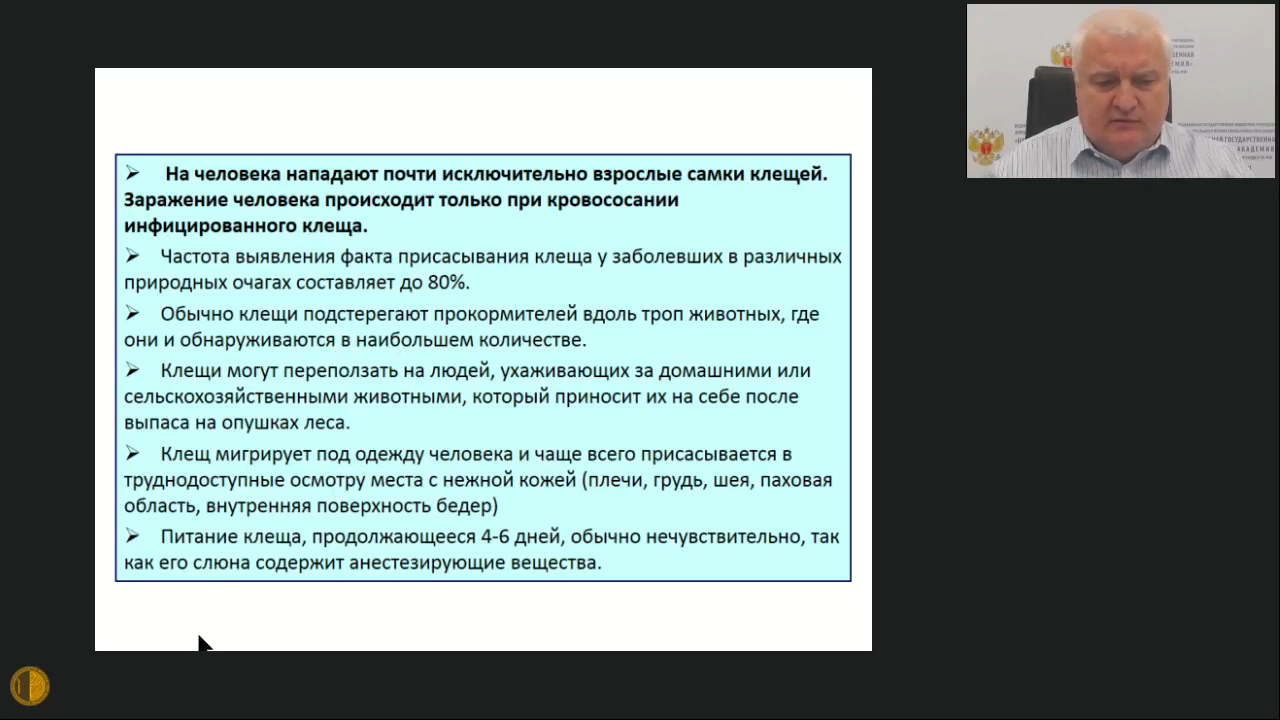 ➢ На человека нападают почти исключительно взрослые самки клещей.
Заражение человека происходит только при кровососании
инфицированного клеща.
➢ Частота выявления факта присасывания клеща у заболевших в различных
природных очагах составляет до 80%.
➢ Обычно клещи подстерегают прокормителей вдоль троп животных, где
они и обнаруживаются в наибольшем количестве.
➢ Клещи могут переползать на людей, ухаживающих за домашними или
сельскохозяйственными животными, который приносит их на себе после
выпаса на опушках леса.
➢ Клещ мигрирует под одежду человека и чаще всего присасывается в
труднодоступные осмотру места с нежной кожей (плечи, грудь, шея, паховая
область, внутренняя поверхность бедер)
➢ Питание клеща, продолжающееся 4-6 дней, обычно нечувствительно, так
как его слюна содержит анестезирующие вещества.